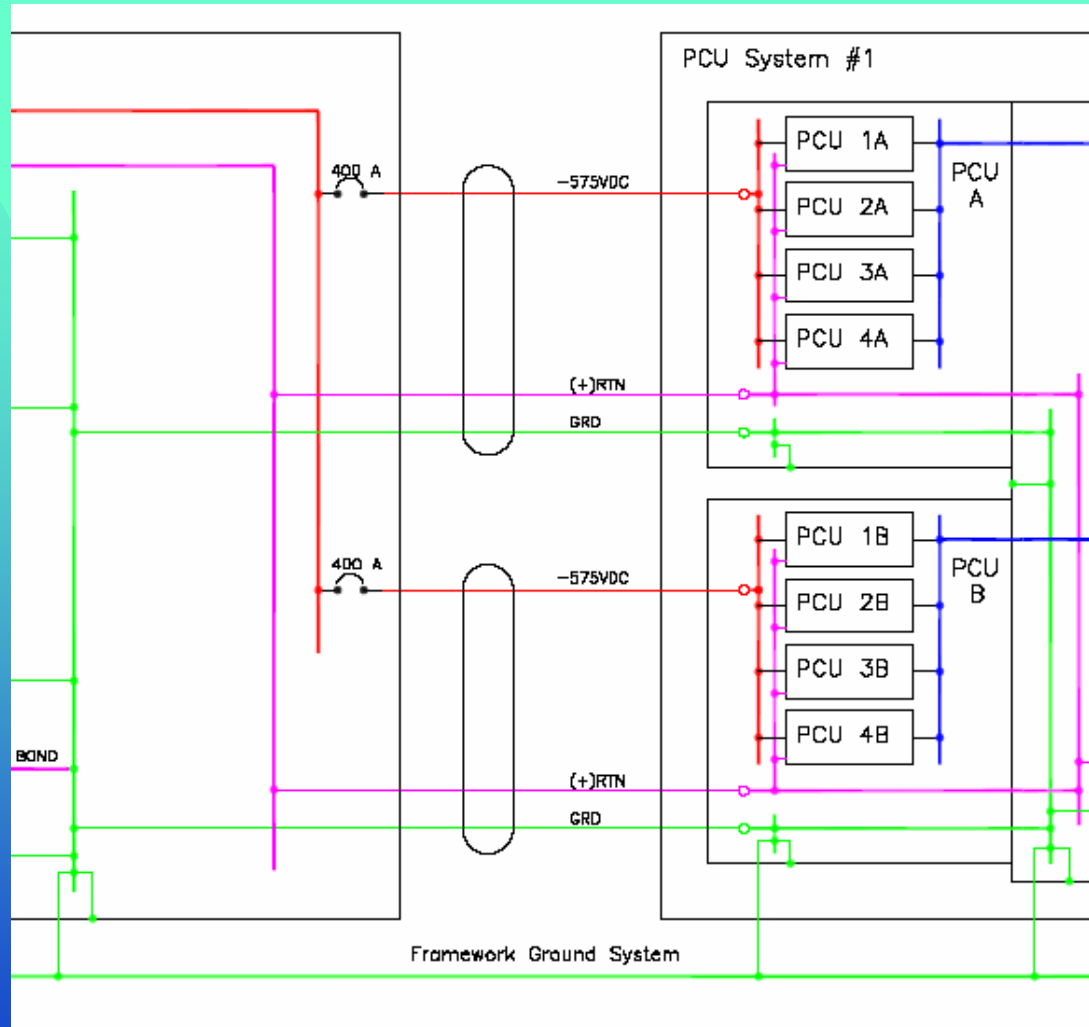 PCU System #1
PCU 1A
400 A
PCU
A
-575VDC
PCU 2A
PCU 3A
PCU 4A
(+)RTN
GRD
PCU 1B
400 A
PCU
B
-575VDC
PCU 2B
PCU 3B
PCU 4B
BOND
(+)RTN
GRD
Framework Ground System